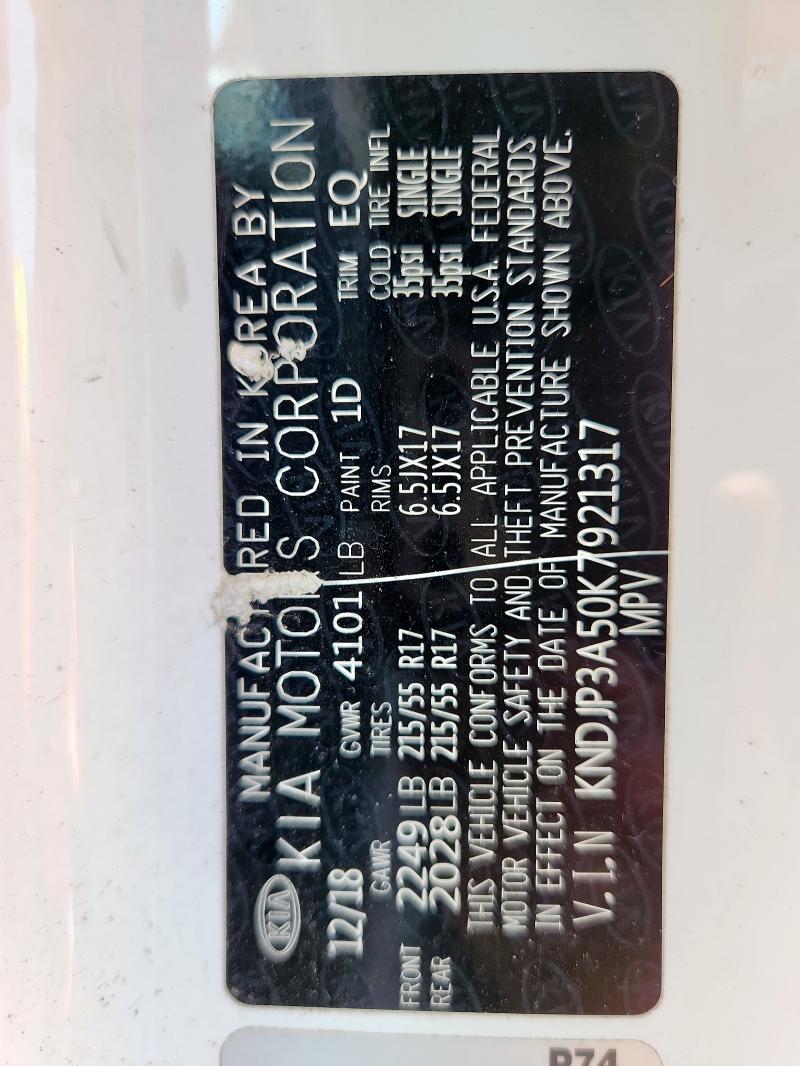 KIA
MANUFACTURED IN KOREA BY
KIA MOTORS CORPORATION
12/18 GVWR 4101 LB PAINT 1D TRIM EQ
GAWR TIRES RIMS COLD TIRE INFL
FRONT 2249 LB 215/55 R17 6.5JX17 35psi SINGLE
REAR 2028 LB 215/55 R17 6.5JX17 35psi SINGLE
THIS VEHICLE CONFORMS TO ALL APPLICABLE U.S.A. FEDERAL
MOTOR VEHICLE SAFETY AND THEFT PREVENTION STANDARDS
IN EFFECT ON THE DATE OF MANUFACTURE SHOWN ABOVE.
V.I.N KNDJP3A50K7921317
MPV